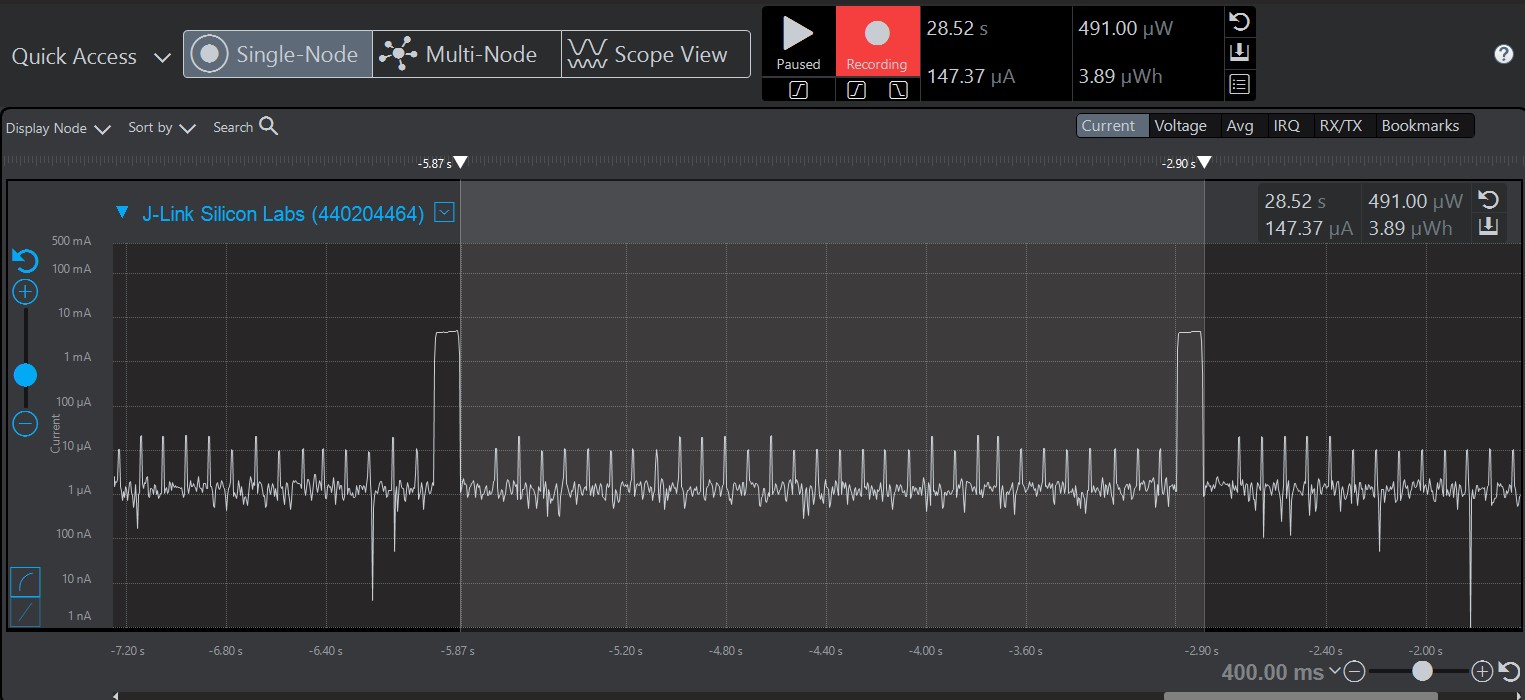 Quick Access Single-Node Multi-Node Scope View
Paused Recording
28.52 s 491.00 µW
147.37 µA 3.89 µWh
?
Display Node Sort by Search
Current Voltage Avg IRQ RX/TX Bookmarks
-5.87 s -2.90 s
J-Link Silicon Labs (440204464)
28.52 s 491.00 µW
147.37 µA 3.89 µWh
500 mA
100 mA
10 mA
1 mA
100 µA
10 µA
1 µA
100 nA
10 nA
1 nA
Current
-7.20 s -6.80 s -6.40 s -5.87 s -5.20 s -4.80 s -4.40 s -4.00 s -3.60 s -2.90 s -2.40 s -2.00 s
400.00 ms